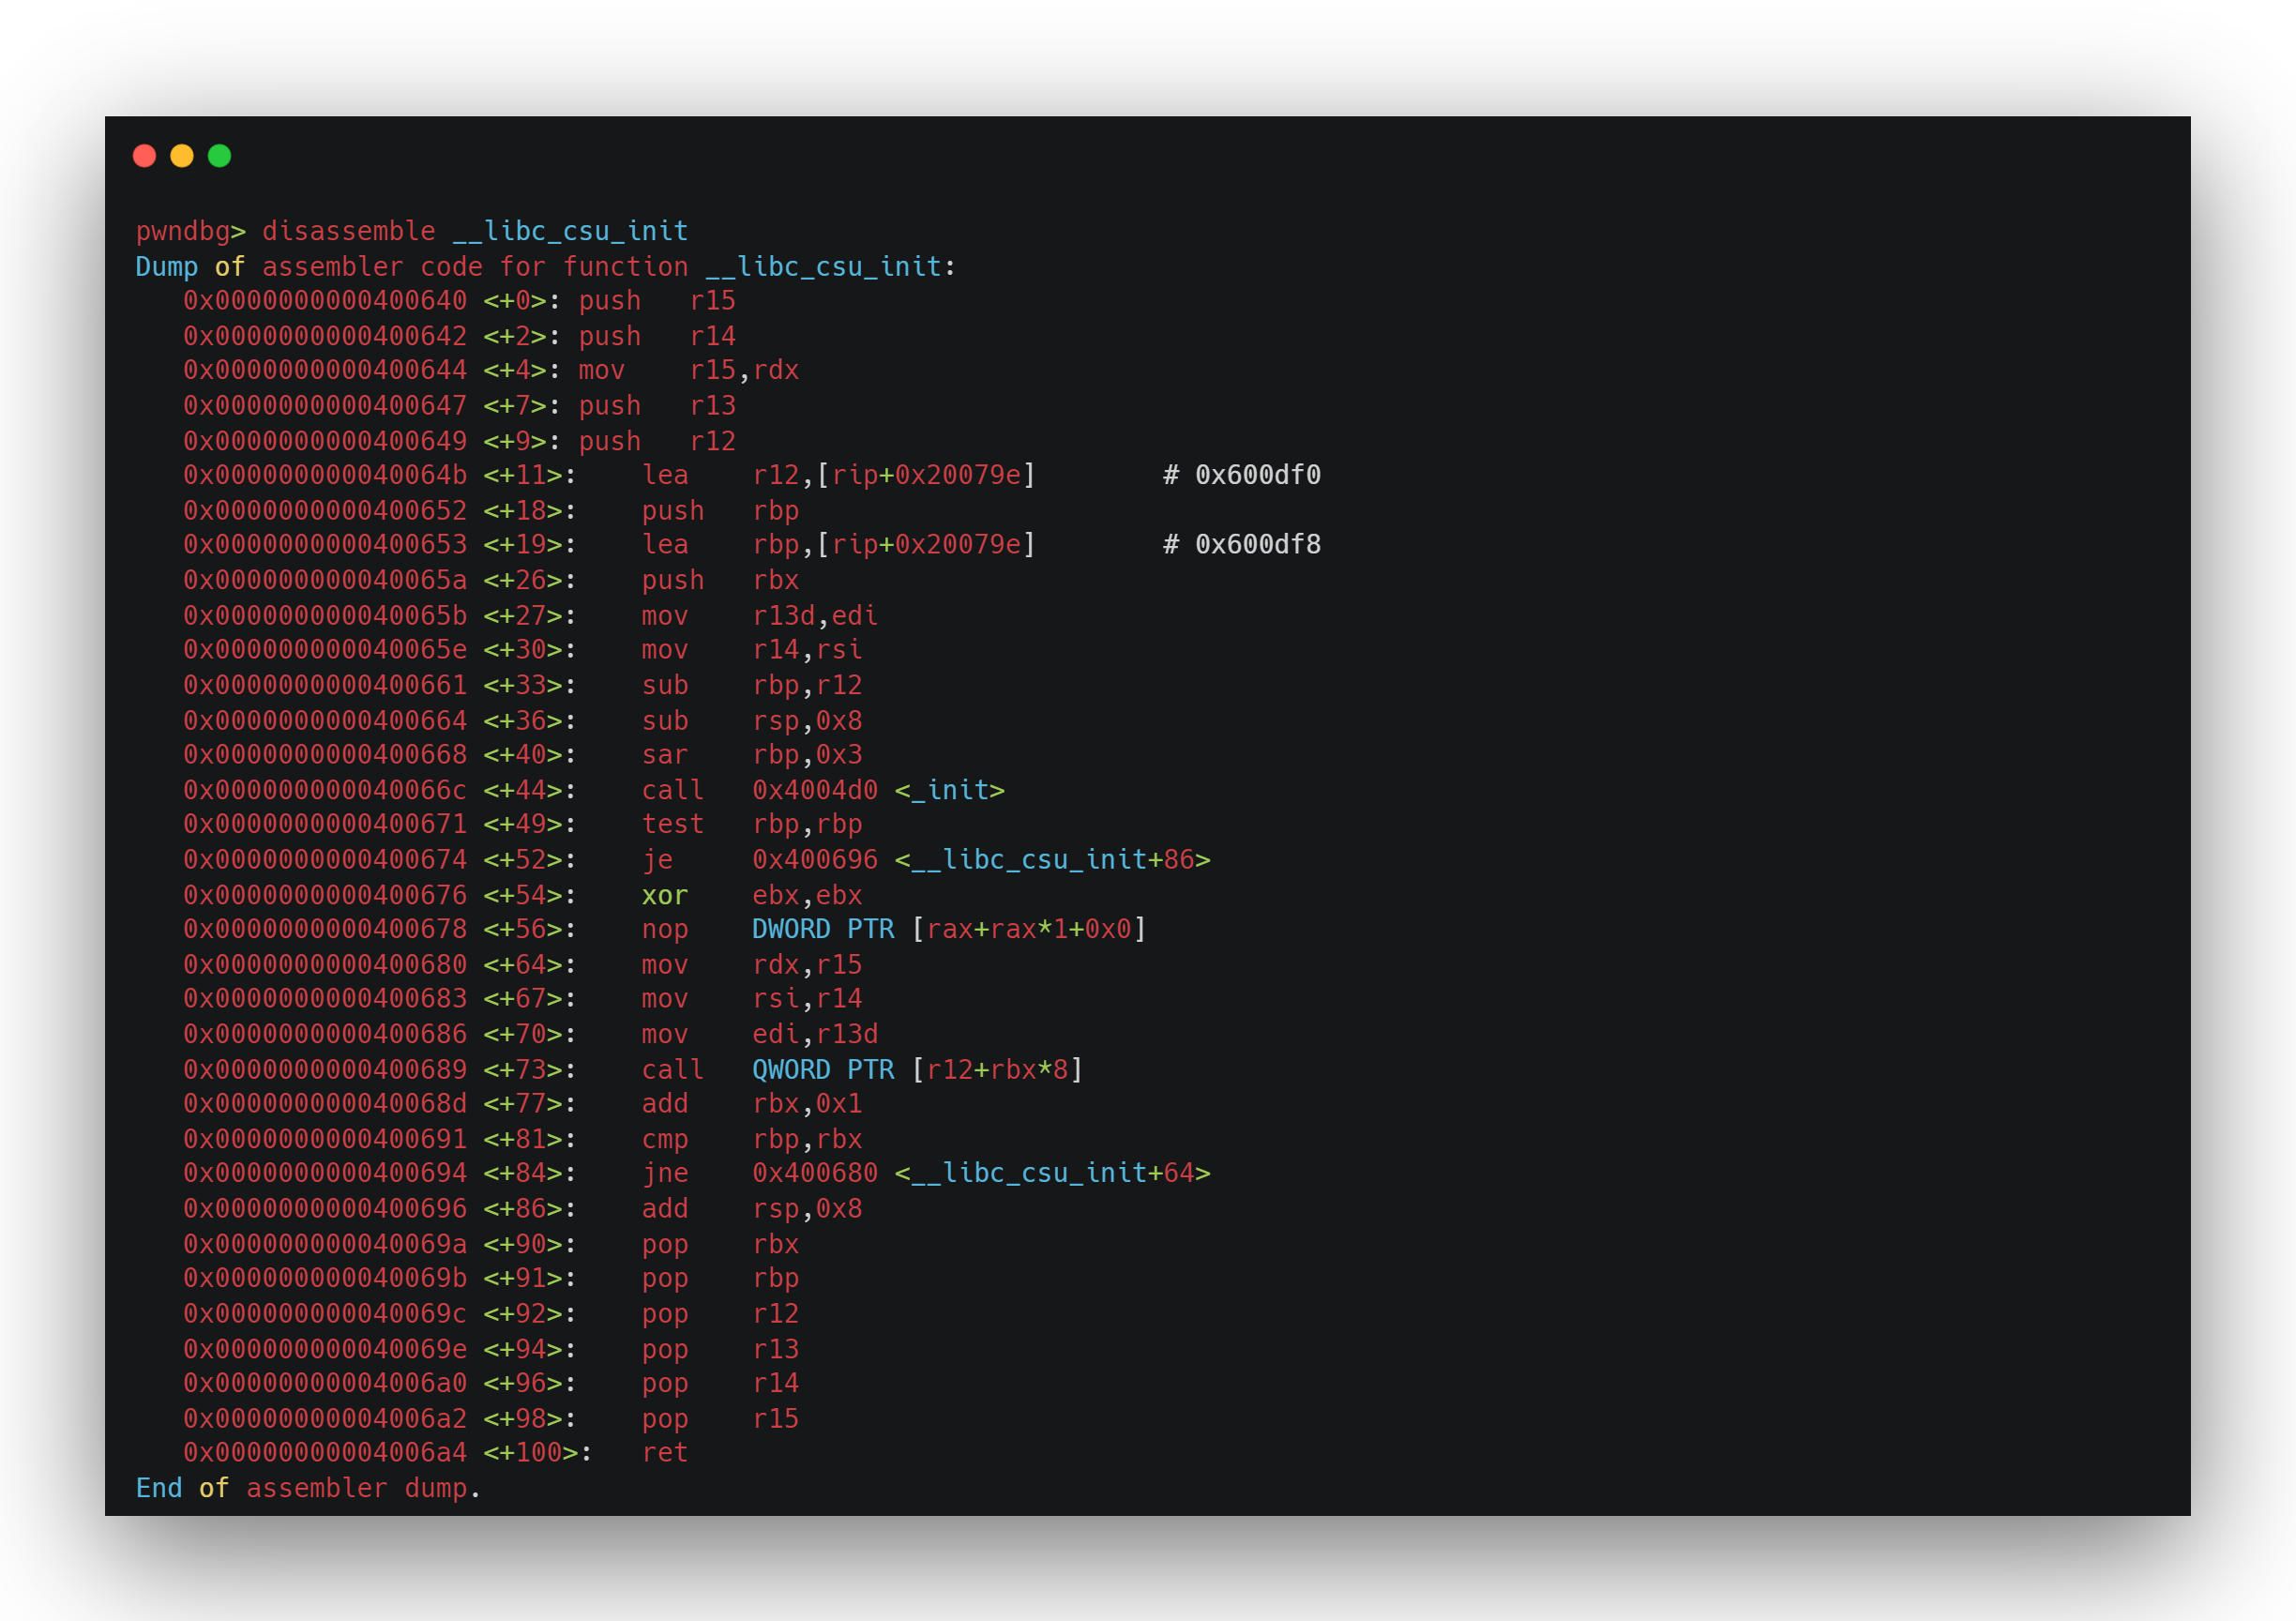 pwndbg> disassemble __libc_csu_init
Dump of assembler code for function __libc_csu_init:
   0x0000000000400640 <+0>: push   r15
   0x0000000000400642 <+2>: push   r14
   0x0000000000400644 <+4>: mov    r15,rdx
   0x0000000000400647 <+7>: push   r13
   0x0000000000400649 <+9>: push   r12
   0x000000000040064b <+11>:    lea    r12,[rip+0x20079e]        # 0x600df0
   0x0000000000400652 <+18>:    push   rbp
   0x0000000000400653 <+19>:    lea    rbp,[rip+0x20079e]        # 0x600df8
   0x000000000040065a <+26>:    push   rbx
   0x000000000040065b <+27>:    mov    r13d,edi
   0x000000000040065e <+30>:    mov    r14,rsi
   0x0000000000400661 <+33>:    sub    rbp,r12
   0x0000000000400664 <+36>:    sub    rsp,0x8
   0x0000000000400668 <+40>:    sar    rbp,0x3
   0x000000000040066c <+44>:    call   0x4004d0 <_init>
   0x0000000000400671 <+49>:    test   rbp,rbp
   0x0000000000400674 <+52>:    je     0x400696 <__libc_csu_init+86>
   0x0000000000400676 <+54>:    xor    ebx,ebx
   0x0000000000400678 <+56>:    nop    DWORD PTR [rax+rax*1+0x0]
   0x0000000000400680 <+64>:    mov    rdx,r15
   0x0000000000400683 <+67>:    mov    rsi,r14
   0x0000000000400686 <+70>:    mov    edi,r13d
   0x0000000000400689 <+73>:    call   QWORD PTR [r12+rbx*8]
   0x000000000040068d <+77>:    add    rbx,0x1
   0x0000000000400691 <+81>:    cmp    rbp,rbx
   0x0000000000400694 <+84>:    jne    0x400680 <__libc_csu_init+64>
   0x0000000000400696 <+86>:    add    rsp,0x8
   0x000000000040069a <+90>:    pop    rbx
   0x000000000040069b <+91>:    pop    rbp
   0x000000000040069c <+92>:    pop    r12
   0x000000000040069e <+94>:    pop    r13
   0x00000000004006a0 <+96>:    pop    r14
   0x00000000004006a2 <+98>:    pop    r15
   0x00000000004006a4 <+100>:   ret
End of assembler dump.